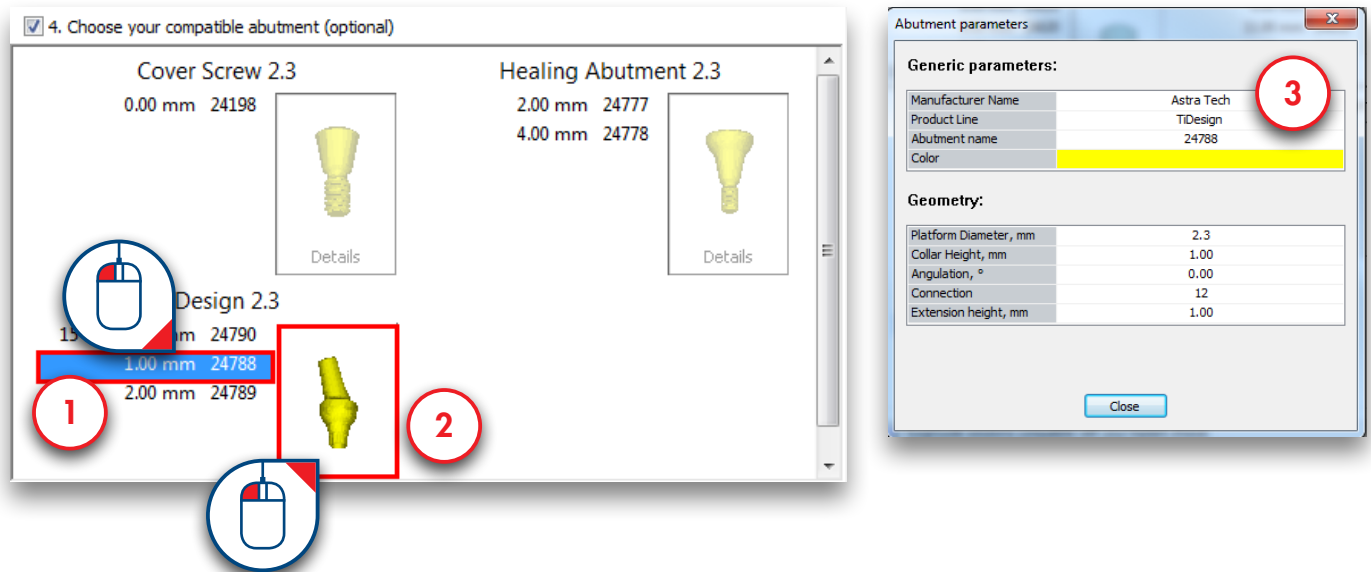 4. Choose your compatible abutment (optional)
Cover Screw 2.3
0.00 mm 24198
Details
Healing Abutment 2.3
2.00 mm 24777
4.00 mm 24778
Details
Design 2.3
15 mm 24790
1.00 mm 24788
2.00 mm 24789
1
2
Abutment parameters
Generic parameters:
3
Manufacturer Name Astra Tech
Product Line TiDesign
Abutment name 24788
Color
Geometry:
Platform Diameter, mm 2.3
Collar Height, mm 1.00
Angulation, ° 0.00
Connection 12
Extension height, mm 1.00
Close